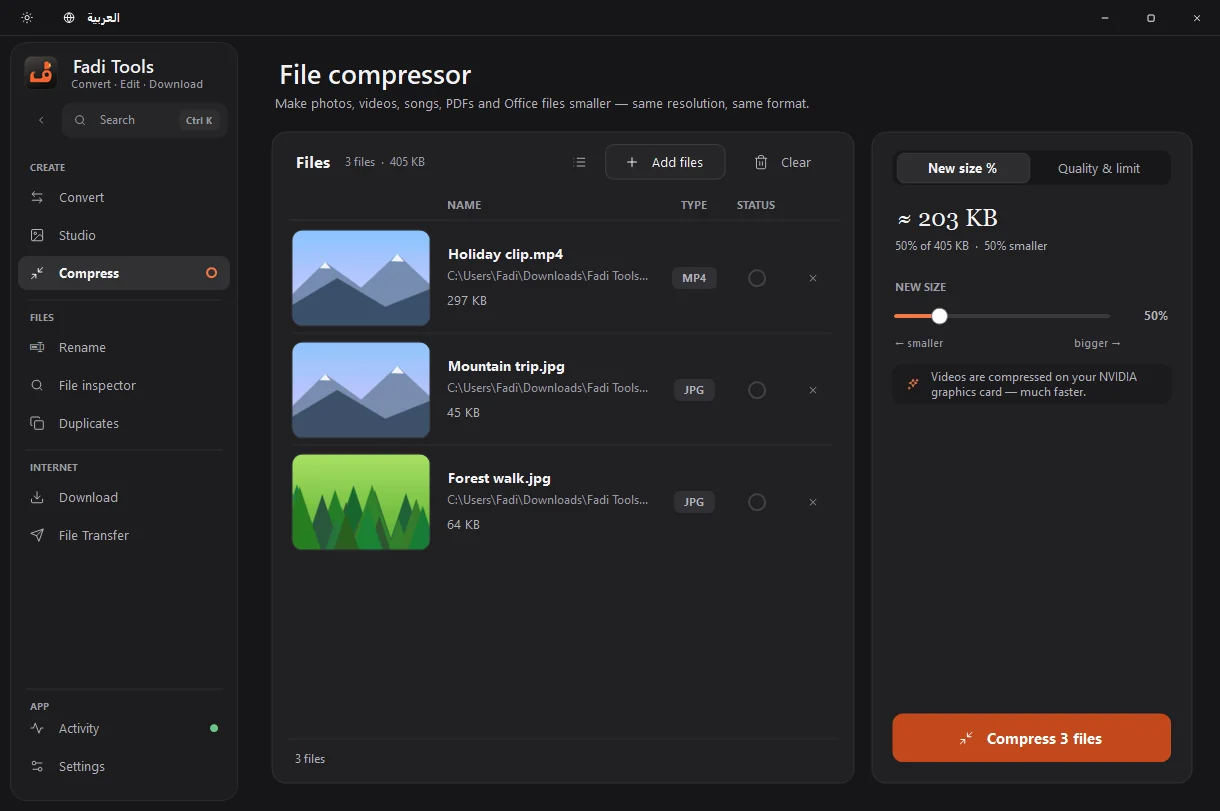 العربية
Fadi Tools
Convert · Edit · Download
Search
Ctrl K
CREATE
Convert
Studio
Compress
FILES
Rename
File inspector
Duplicates
INTERNET
Download
File Transfer
APP
Activity
Settings
File compressor
Make photos, videos, songs, PDFs and Office files smaller — same resolution, same format.
Files 3 files · 405 KB
Add files
Clear
NAME TYPE STATUS
Holiday clip.mp4
C:\Users\Fadi\Downloads\Fadi Tools...
297 KB
MP4
Mountain trip.jpg
C:\Users\Fadi\Downloads\Fadi Tools...
45 KB
JPG
Forest walk.jpg
C:\Users\Fadi\Downloads\Fadi Tools...
64 KB
JPG
3 files
New size %
Quality & limit
≈ 203 KB
50% of 405 KB · 50% smaller
NEW SIZE
50%
← smaller
bigger →
Videos are compressed on your NVIDIA
graphics card — much faster.
Compress 3 files